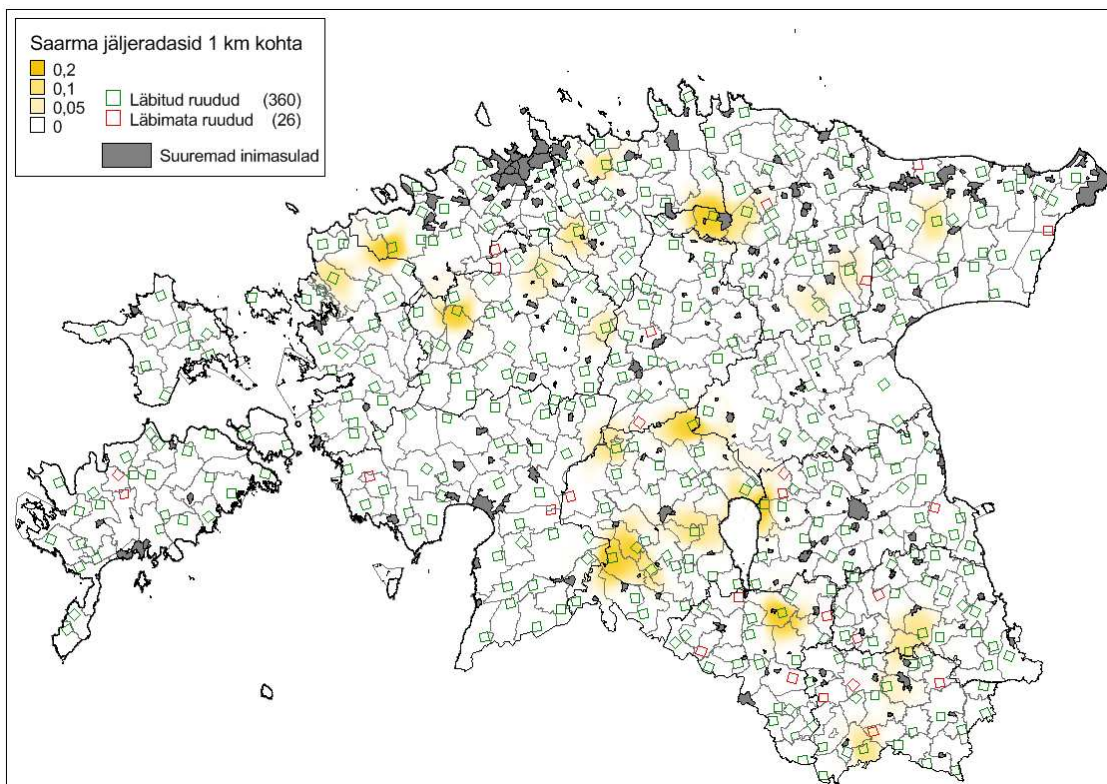 Saarma jäljeradasid 1 km kohta
0,2
0,1
0,05
0
Läbitud ruudud (360)
Läbimata ruudud (26)
Suuremad inimasulad